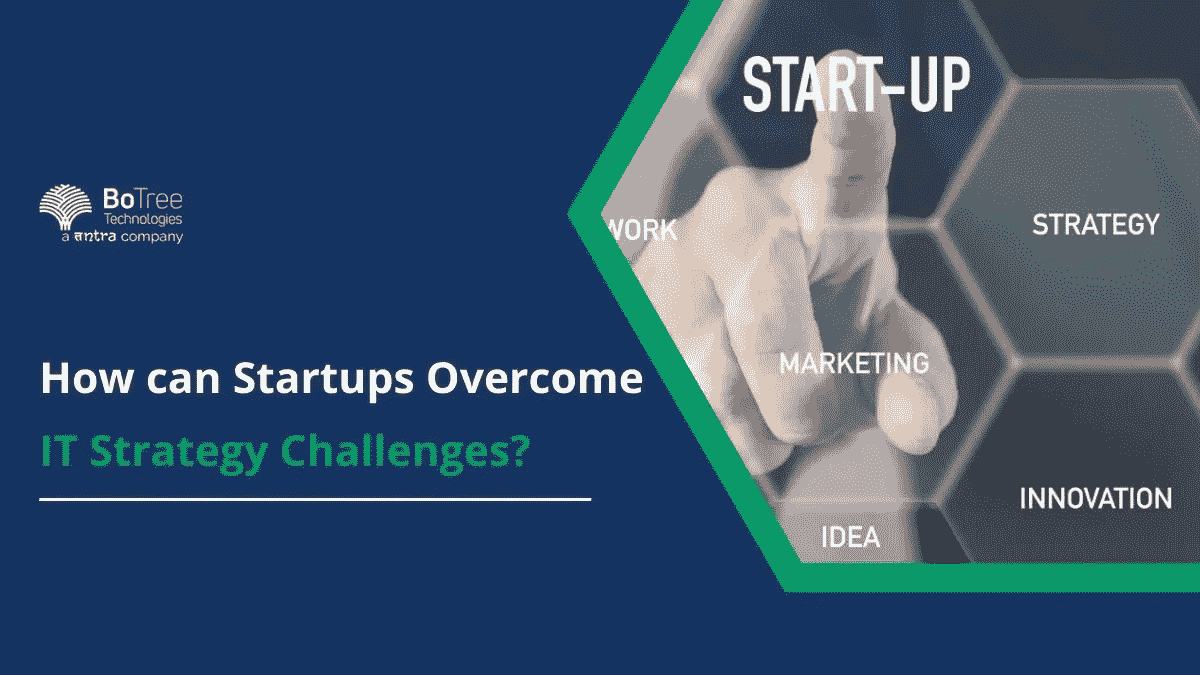 BoTree
Technologies
a antra company
How can Startups Overcome
IT Strategy Challenges?
START-UP
WORK
STRATEGY
MARKETING
INNOVATION
IDEA